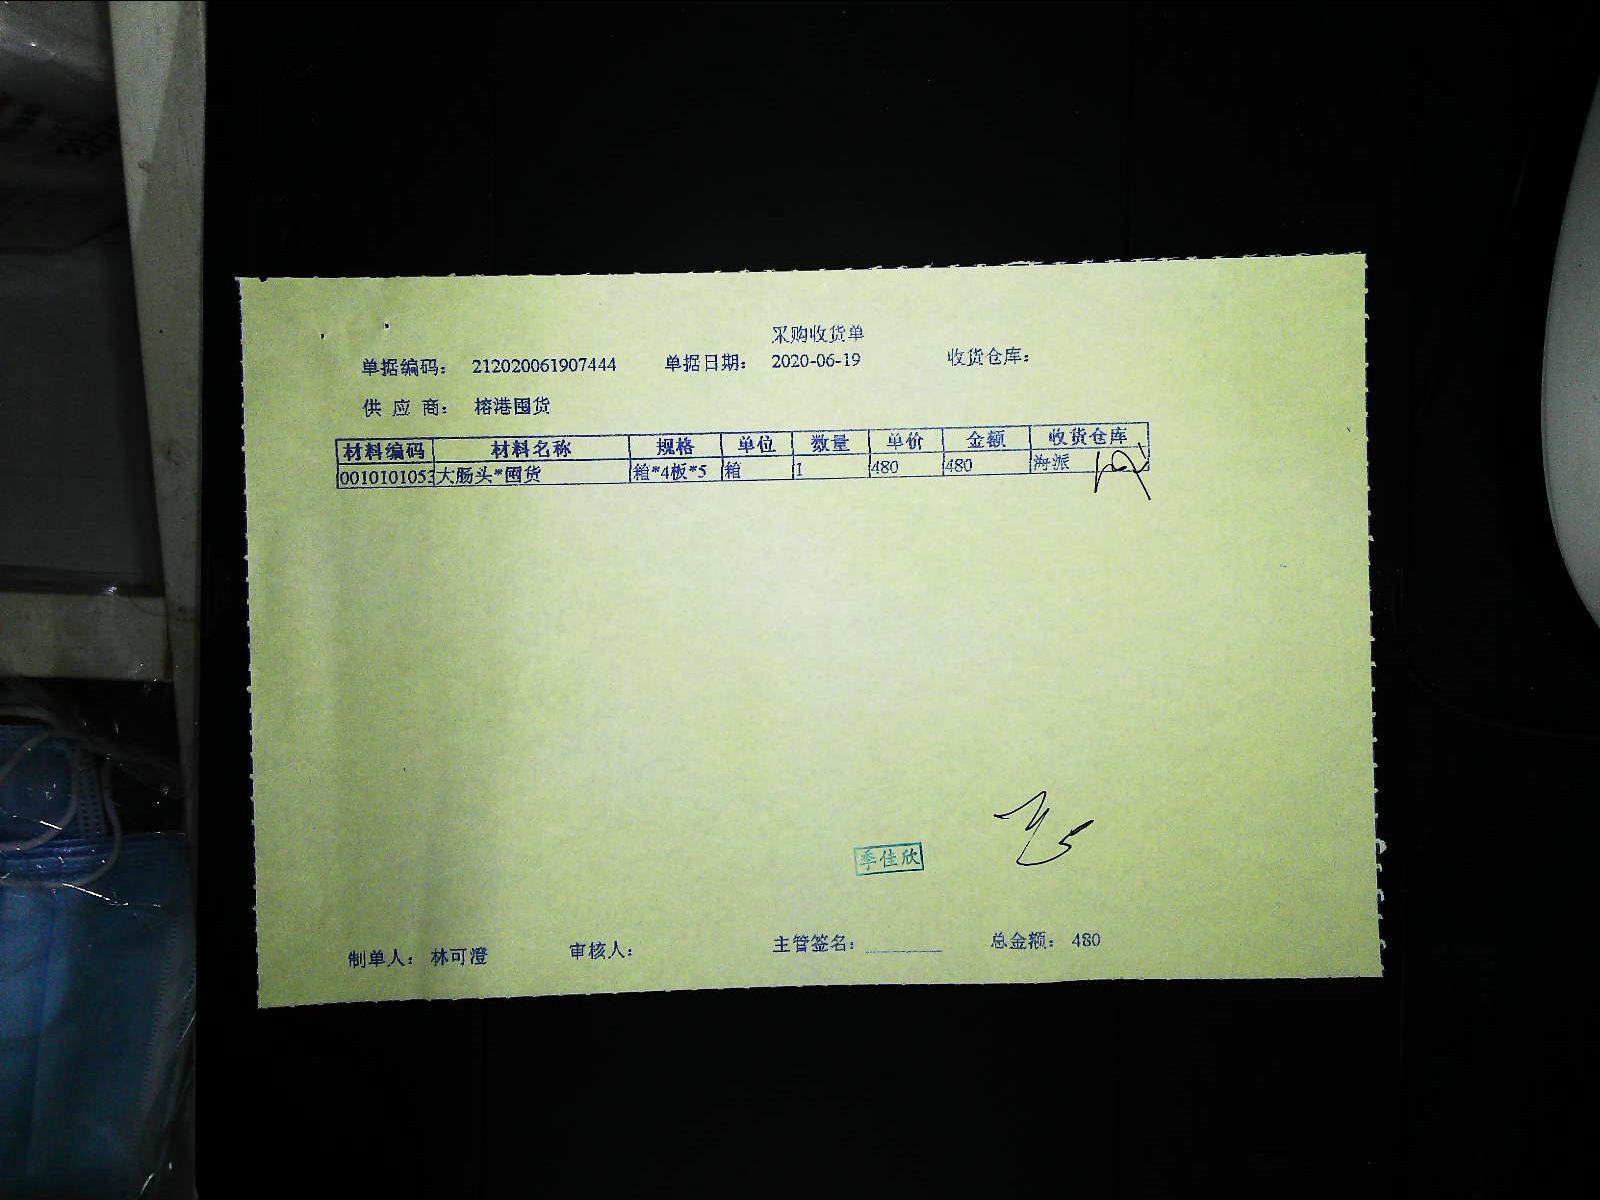 采购收货单
单据编码： 212020061907444 单据日期： 2020-06-19 收货仓库：
供 应 商： 榕港囤货
材料编码 材料名称 规格 单位 数量 单价 金额 收货仓库
0010101053 大肠头*囤货 箱*4板*5 箱 1 480 480 海派
季佳欣
制单人： 林可澄 审核人： 主管签名： 总金额： 480